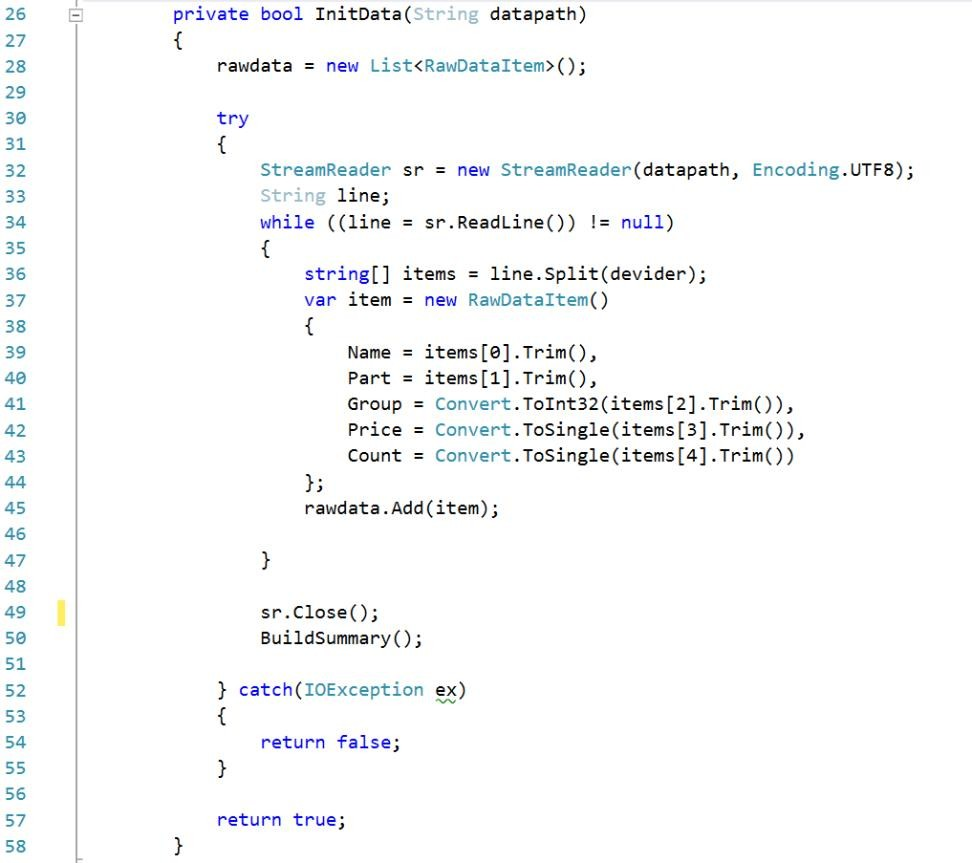 26 private bool InitData(String datapath)
27 {
28 rawdata = new List<RawDataItem>();
29
30 try
31 {
32 StreamReader sr = new StreamReader(datapath, Encoding.UTF8);
33 String line;
34 while ((line = sr.ReadLine()) != null)
35 {
36 string[] items = line.Split(devider);
37 var item = new RawDataItem()
38 {
39 Name = items[0].Trim(),
40 Part = items[1].Trim(),
41 Group = Convert.ToInt32(items[2].Trim()),
42 Price = Convert.ToSingle(items[3].Trim()),
43 Count = Convert.ToSingle(items[4].Trim())
44 };
45 rawdata.Add(item);
46
47 }
48
49 sr.Close();
50 BuildSummary();
51
52 } catch(IOException ex)
53 {
54 return false;
55 }
56
57 return true;
58 }